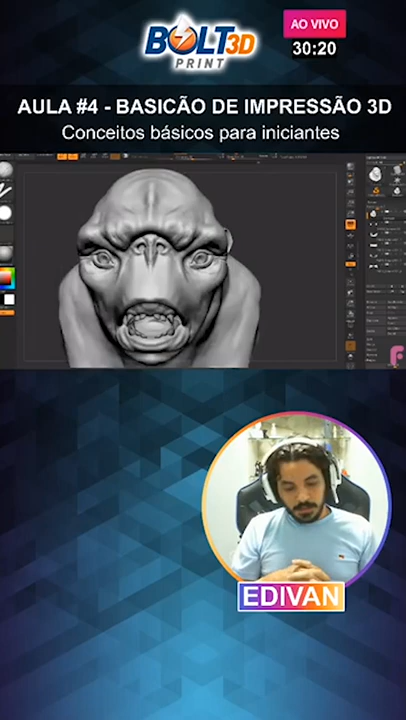 BOLT3D
PRINT
AO VIVO
30:20
AULA #4 - BASICÃO DE IMPRESSÃO 3D
Conceitos básicos para iniciantes
EDIVAN